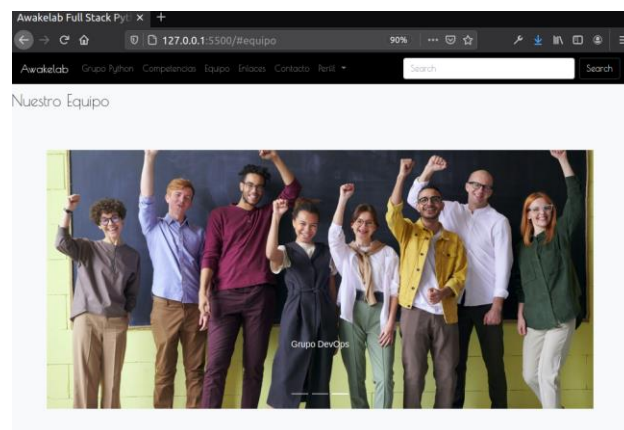 Awakelab Full Stack Pyt
127.0.0.1:5500/#equipo 90%
Awakelab Grupo Python Competencias Equipo Enlaces Contacto Perfil Search Search
Nuestro Equipo
Grupo DevOps